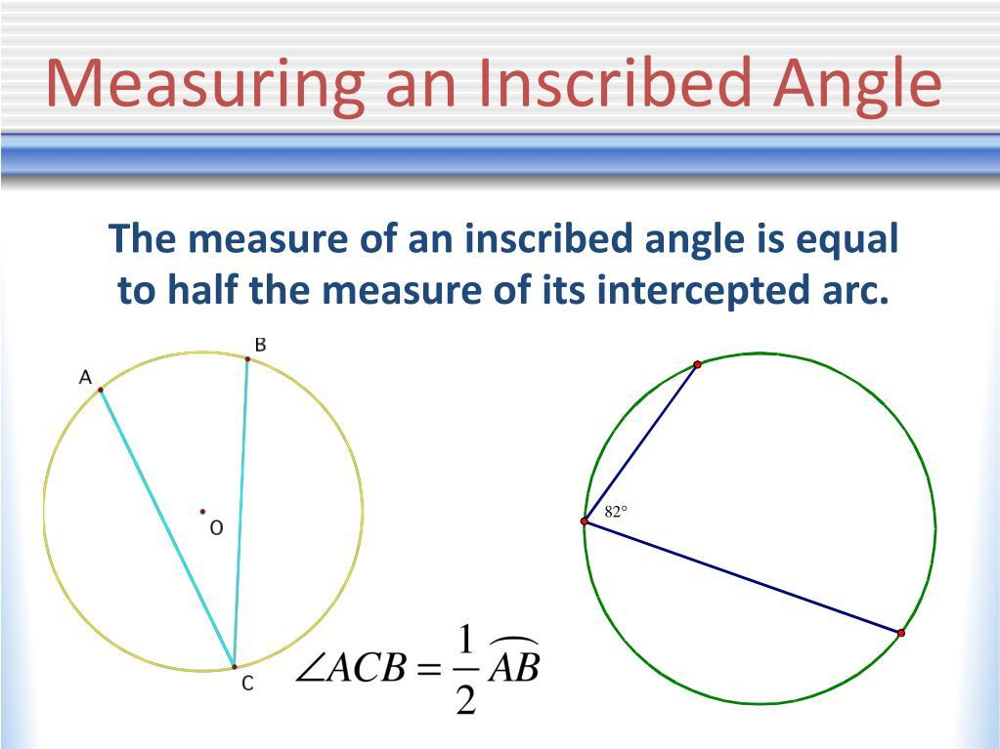 Measuring an Inscribed Angle
The measure of an inscribed angle is equal
to half the measure of its intercepted arc.
B
A
O
C
82°
∠ACB = 1/2 A͡B